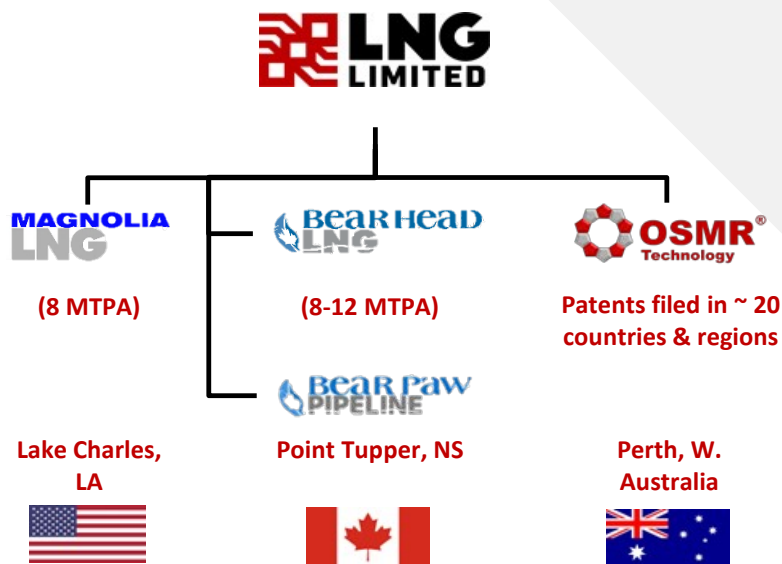 LNG
LIMITED
MAGNOLIA
LNG
BEAR HEAD
LNG
OSMR®
Technology
(8 MTPA)
(8-12 MTPA)
Patents filed in ~ 20
countries & regions
BEAR PAW
PIPELINE
Lake Charles,
LA
Point Tupper, NS
Perth, W.
Australia